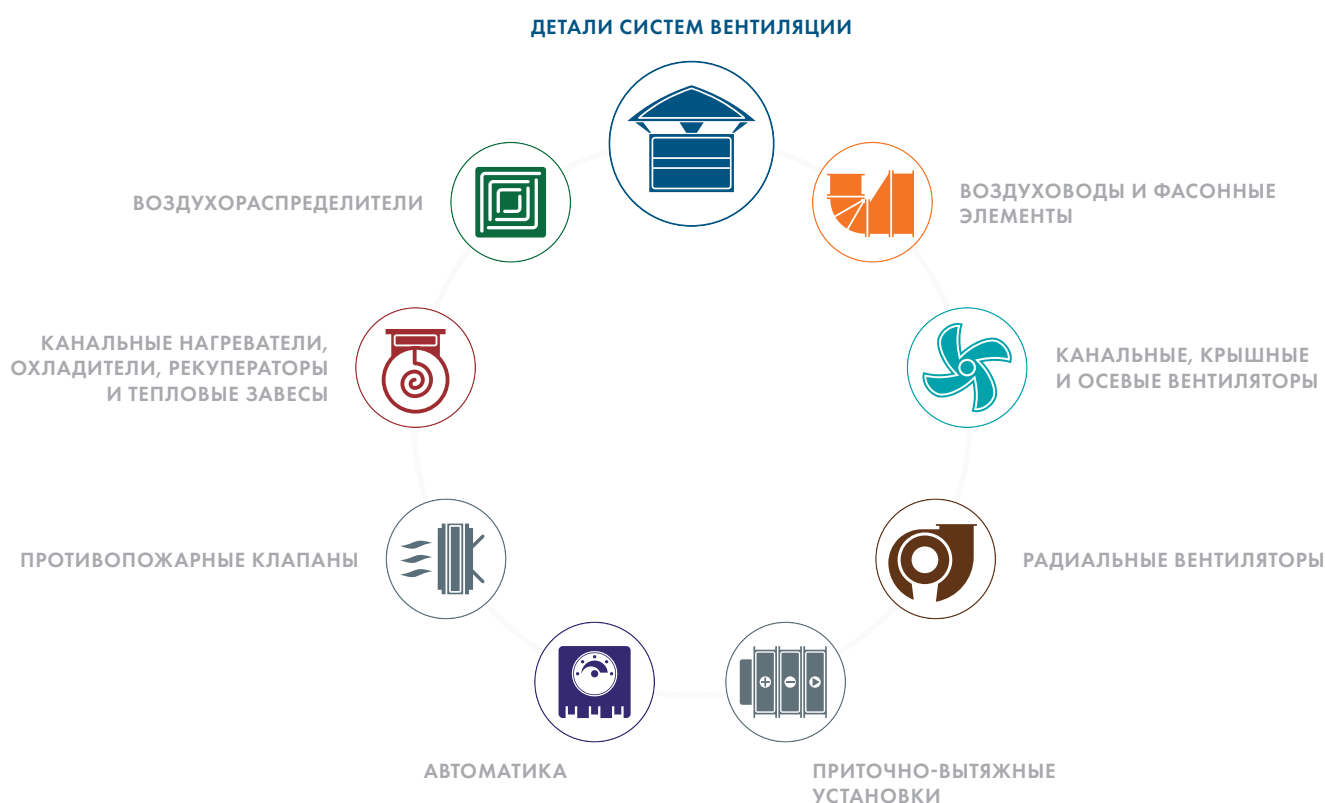 ДЕТАЛИ СИСТЕМ ВЕНТИЛЯЦИИ
ВОЗДУХОРАСПРЕДЕЛИТЕЛИ
ВОЗДУХОВОДЫ И ФАСОННЫЕ
ЭЛЕМЕНТЫ
КАНАЛЬНЫЕ НАГРЕВАТЕЛИ,
ОХЛАДИТЕЛИ, РЕКУПЕРАТОРЫ
И ТЕПЛОВЫЕ ЗАВЕСЫ
КАНАЛЬНЫЕ, КРЫШНЫЕ
И ОСЕВЫЕ ВЕНТИЛЯТОРЫ
ПРОТИВОПОЖАРНЫЕ КЛАПАНЫ
РАДИАЛЬНЫЕ ВЕНТИЛЯТОРЫ
АВТОМАТИКА
ПРИТОЧНО-ВЫТЯЖНЫЕ
УСТАНОВКИ